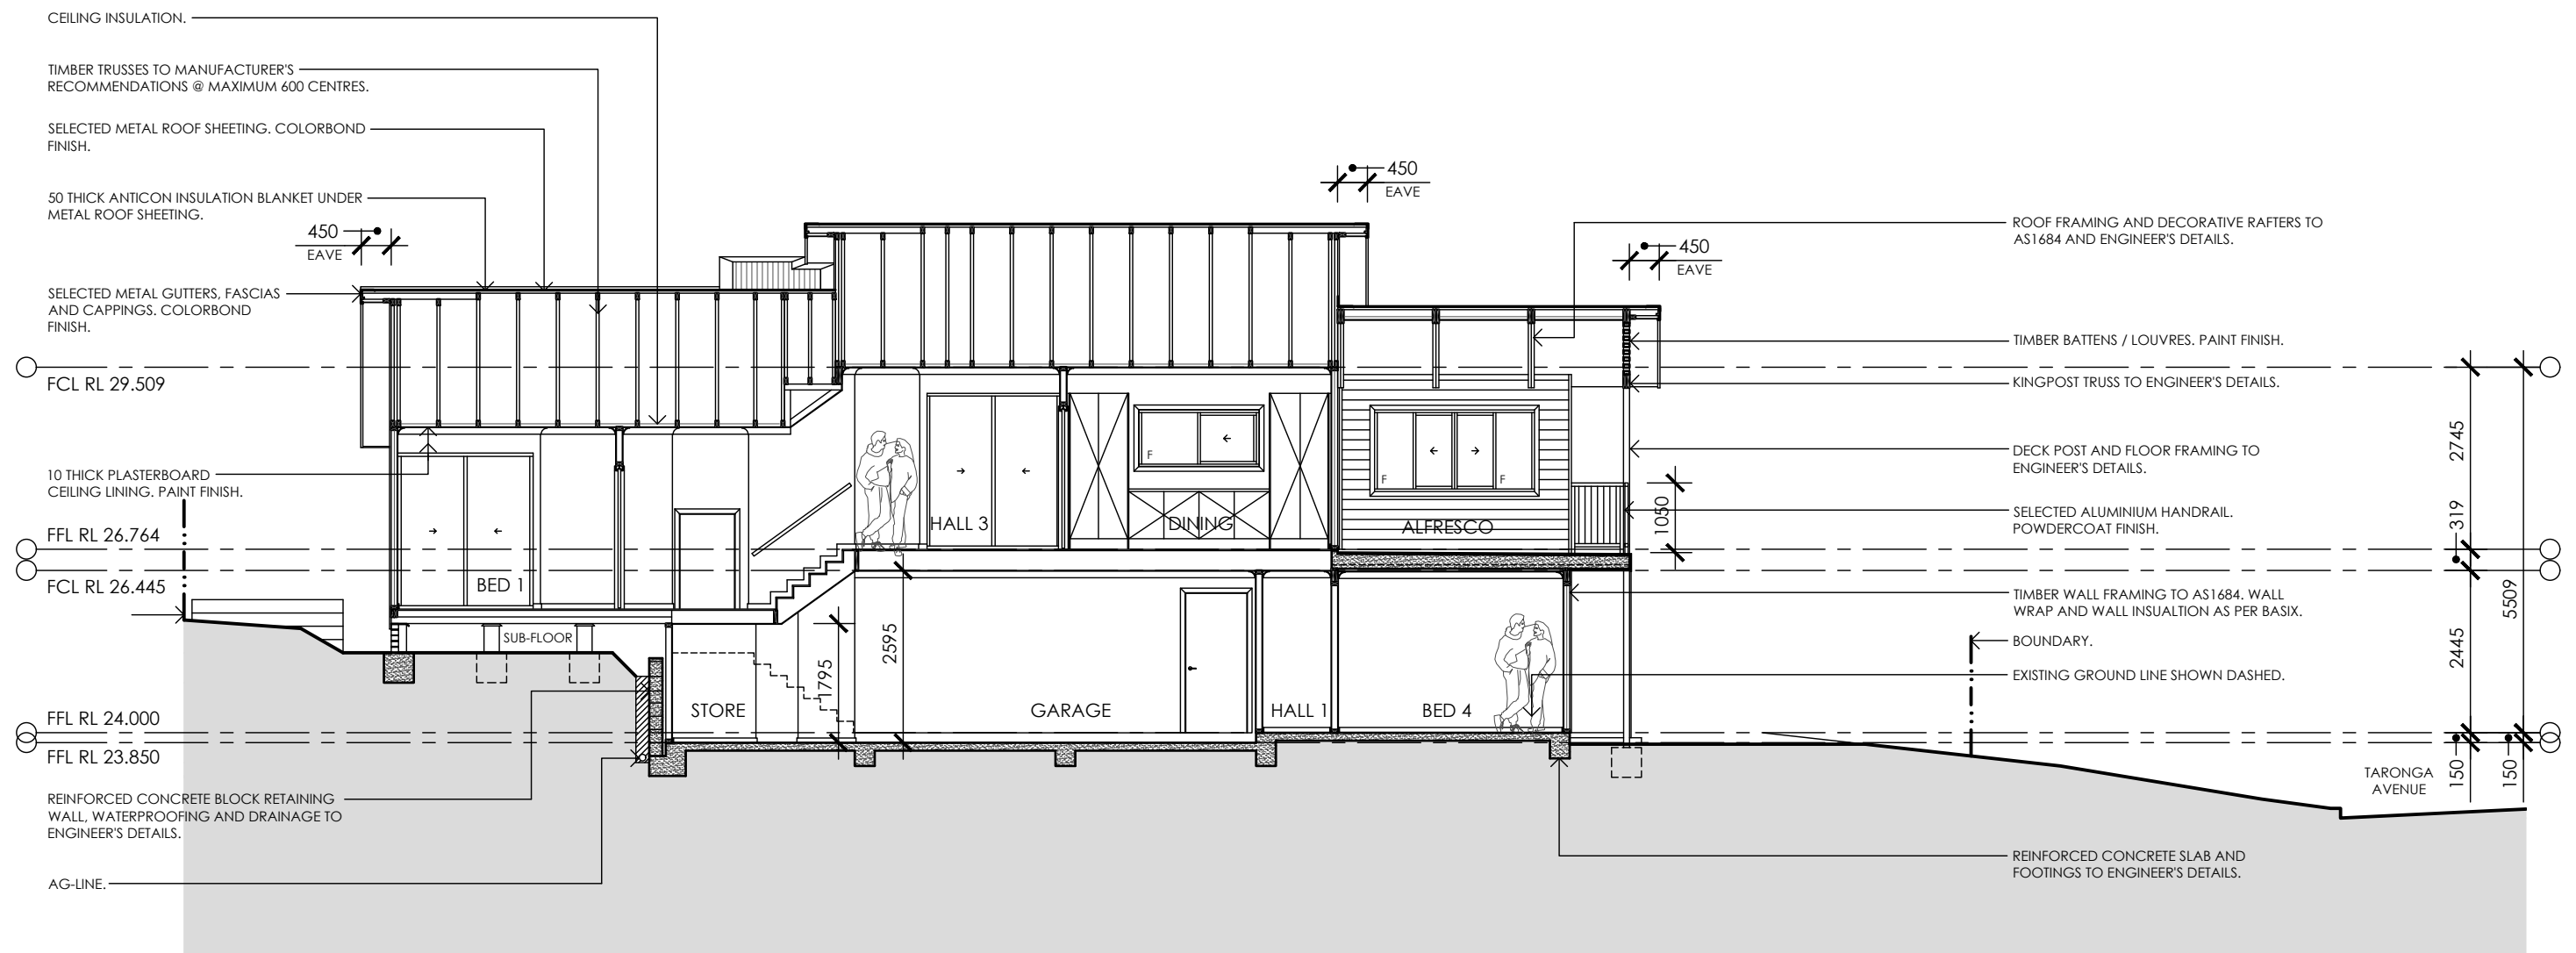 CEILING INSULATION.
TIMBER TRUSSES TO MANUFACTURER'S
RECOMMENDATIONS @ MAXIMUM 600 CENTRES.
SELECTED METAL ROOF SHEETING. COLORBOND
FINISH.
50 THICK ANTICON INSULATION BLANKET UNDER
METAL ROOF SHEETING.
450
EAVE
SELECTED METAL GUTTERS, FASCIAS
AND CAPPINGS. COLORBOND
FINISH.
FCL RL 29.509
10 THICK PLASTERBOARD
CEILING LINING. PAINT FINISH.
FFL RL 26.764
FCL RL 26.445
FFL RL 24.000
FFL RL 23.850
REINFORCED CONCRETE BLOCK RETAINING
WALL, WATERPROOFING AND DRAINAGE TO
ENGINEER'S DETAILS.
AG-LINE.
450
EAVE
450
EAVE
F
F
F
HALL 3
DINING
ALFRESCO
1050
BED 1
SUB-FLOOR
1795
2595
STORE
GARAGE
HALL 1
BED 4
ROOF FRAMING AND DECORATIVE RAFTERS TO
AS1684 AND ENGINEER'S DETAILS.
TIMBER BATTENS / LOUVRES. PAINT FINISH.
KINGPOST TRUSS TO ENGINEER'S DETAILS.
DECK POST AND FLOOR FRAMING TO
ENGINEER'S DETAILS.
SELECTED ALUMINIUM HANDRAIL.
POWDERCOAT FINISH.
TIMBER WALL FRAMING TO AS1684. WALL
WRAP AND WALL INSUALTION AS PER BASIX.
BOUNDARY.
EXISTING GROUND LINE SHOWN DASHED.
REINFORCED CONCRETE SLAB AND
FOOTINGS TO ENGINEER'S DETAILS.
2745
319
2445
150
5509
150
TARONGA
AVENUE